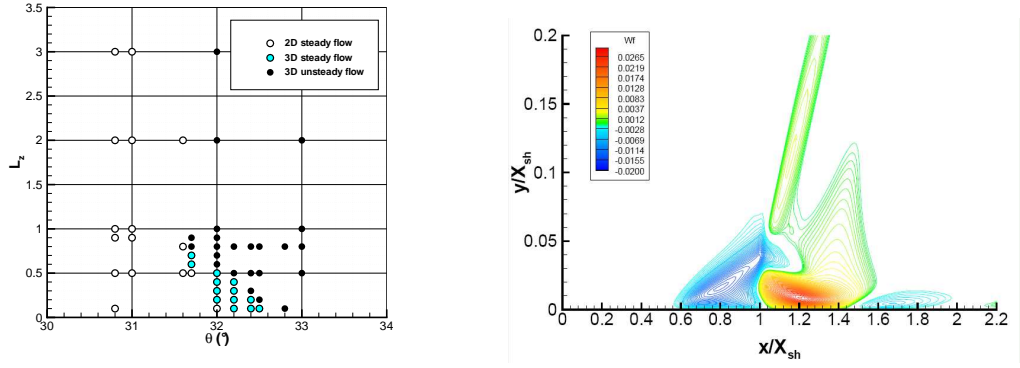 3.5
3
2.5
2
1.5
1
0.5
0
30 31 32 33 34
L_z
θ (°)
2D steady flow
3D steady flow
3D unsteady flow
0.2
0.15
0.1
0.05
0
0 0.2 0.4 0.6 0.8 1 1.2 1.4 1.6 1.8 2 2.2
y/X_sh
x/X_sh
Wf
0.0265
0.0219
0.0174
0.0128
0.0083
0.0037
0.0012
-0.0028
-0.0069
-0.0114
-0.0155
-0.0200